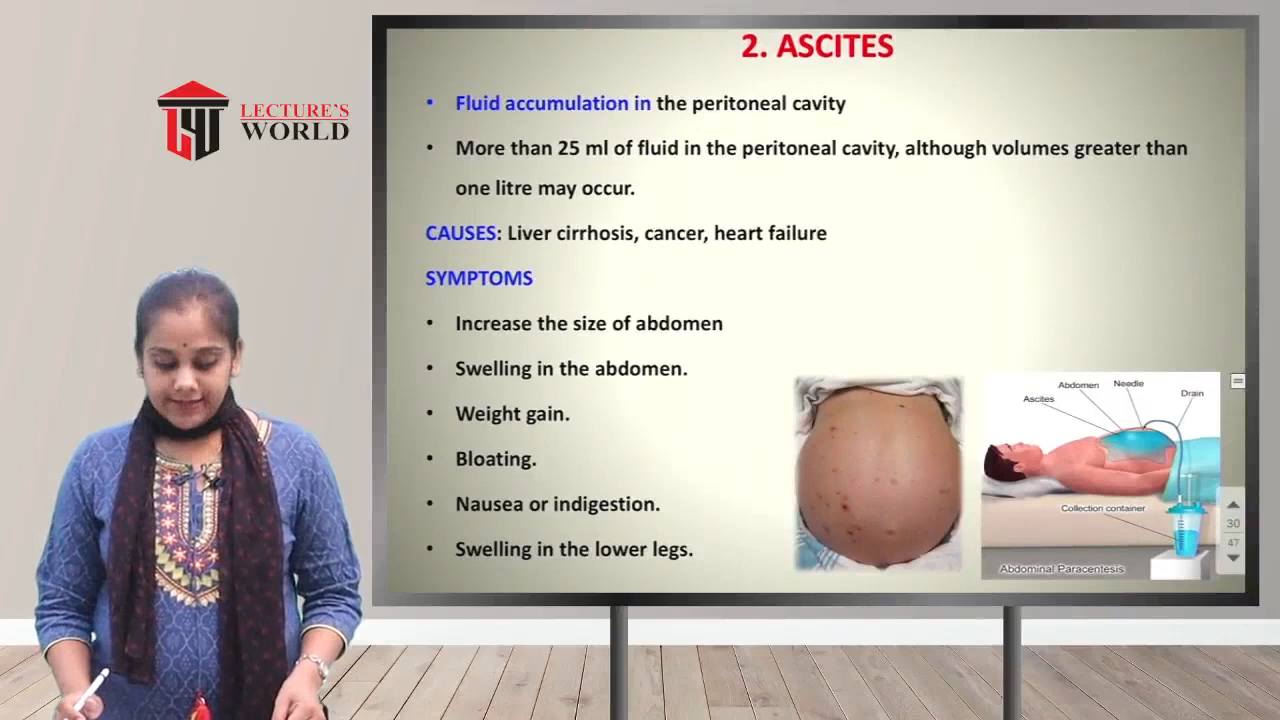 LECTURE'S
WORLD
2. ASCITES
• Fluid accumulation in the peritoneal cavity
• More than 25 ml of fluid in the peritoneal cavity, although volumes greater than
one litre may occur.
CAUSES: Liver cirrhosis, cancer, heart failure
SYMPTOMS
• Increase the size of abdomen
• Swelling in the abdomen.
• Weight gain.
• Bloating.
• Nausea or indigestion.
• Swelling in the lower legs.
Abdomen
Needle
Ascites
Drain
Collection container
Abdominal Paracentesis
30
47